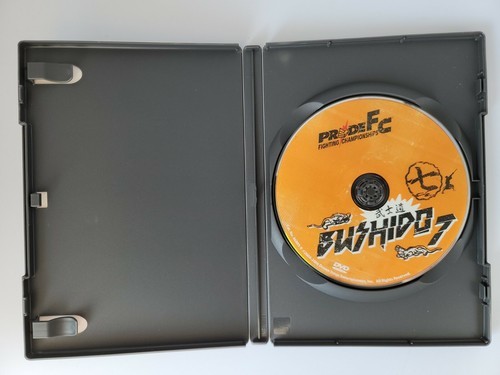 PRIDE FC
FIGHTING CHAMPIONSHIPS
七
武士道
BUSHIDO 7
DVD